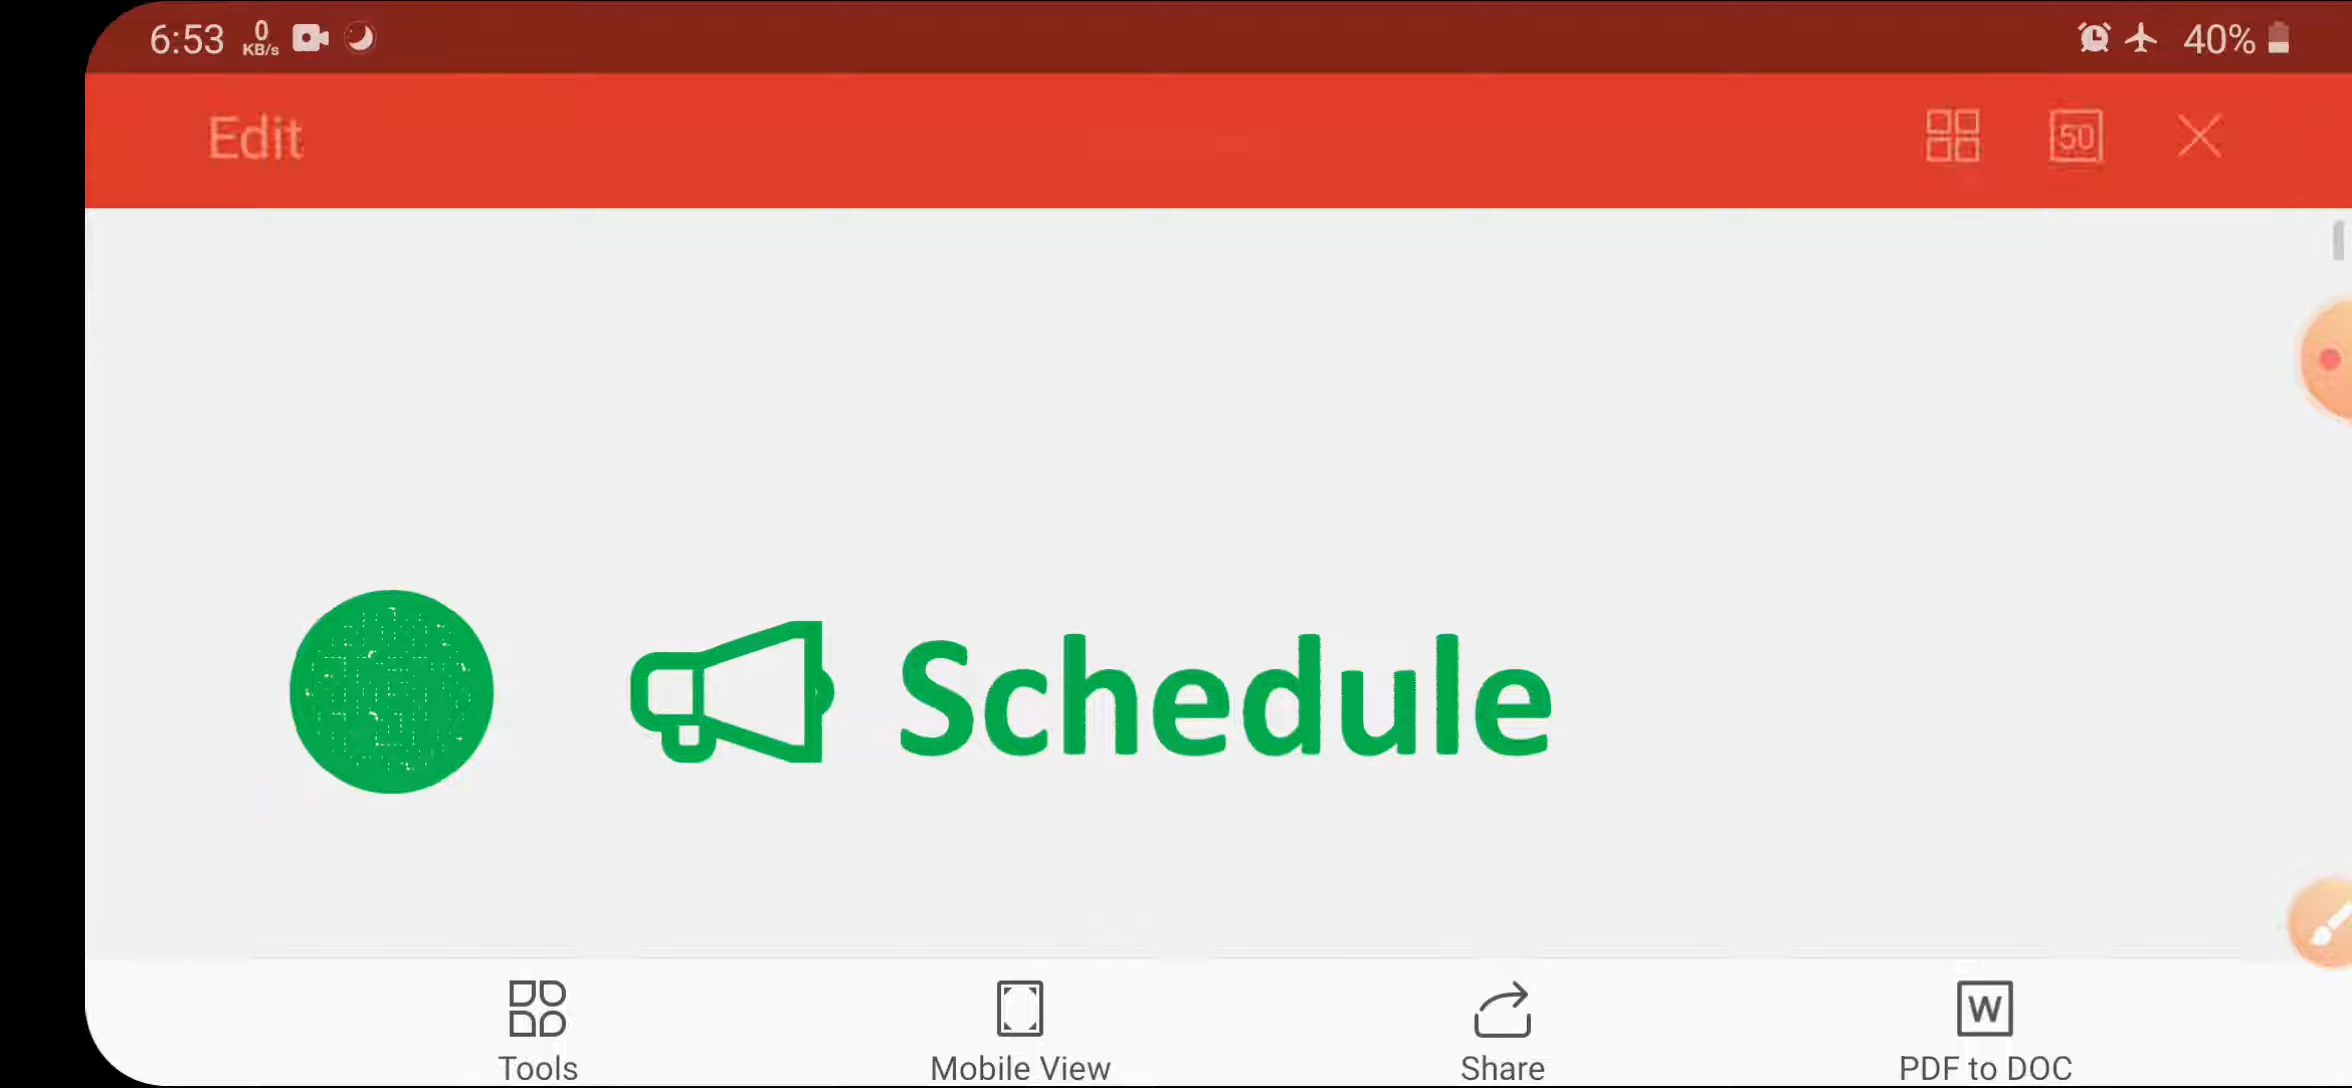 6:53 0 KB/s 40%
Edit 50
Schedule
Tools Mobile View Share W PDF to DOC